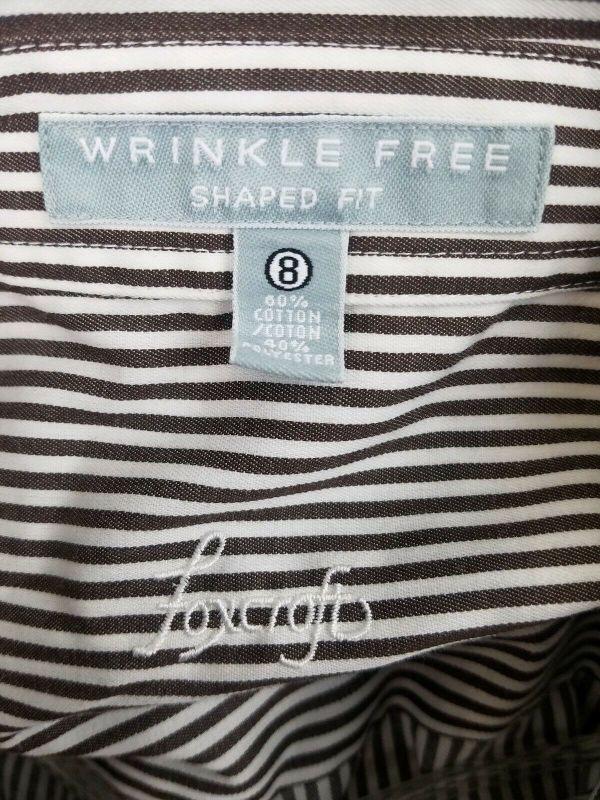 WRINKLE FREE
SHAPED FIT
8
60%
COTTON
/COTON
40%
POLYESTER
Foxcroft